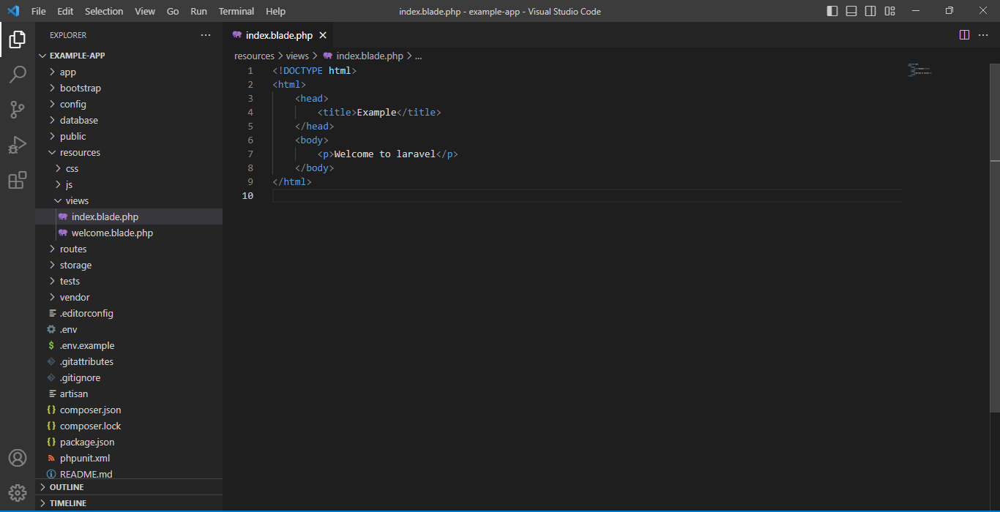 File Edit Selection View Go Run Terminal Help index.blade.php - example-app - Visual Studio Code
EXPLORER
EXAMPLE-APP
app
bootstrap
config
database
public
resources
css
js
views
index.blade.php
welcome.blade.php
routes
storage
tests
vendor
.editorconfig
.env
$ .env.example
.gitattributes
.gitignore
artisan
{} composer.json
{} composer.lock
{} package.json
phpunit.xml
README.md
OUTLINE
TIMELINE
index.blade.php
resources > views > index.blade.php > ...
1 <!DOCTYPE html>
2 <html>
3 <head>
4 <title>Example</title>
5 </head>
6 <body>
7 <p>Welcome to laravel</p>
8 </body>
9 </html>
10